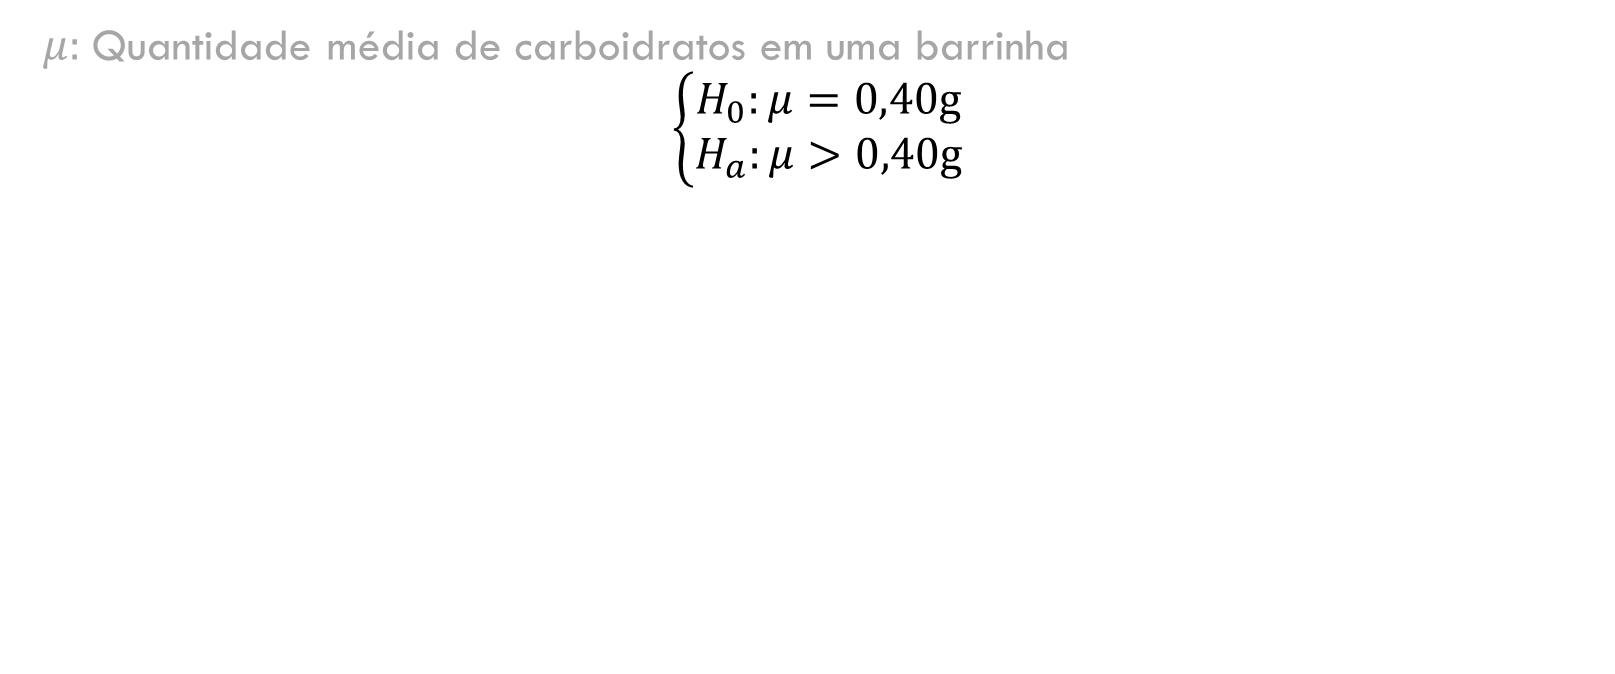 μ: Quantidade média de carboidratos em uma barrinha
H₀: μ = 0,40g
Hₐ: μ > 0,40g